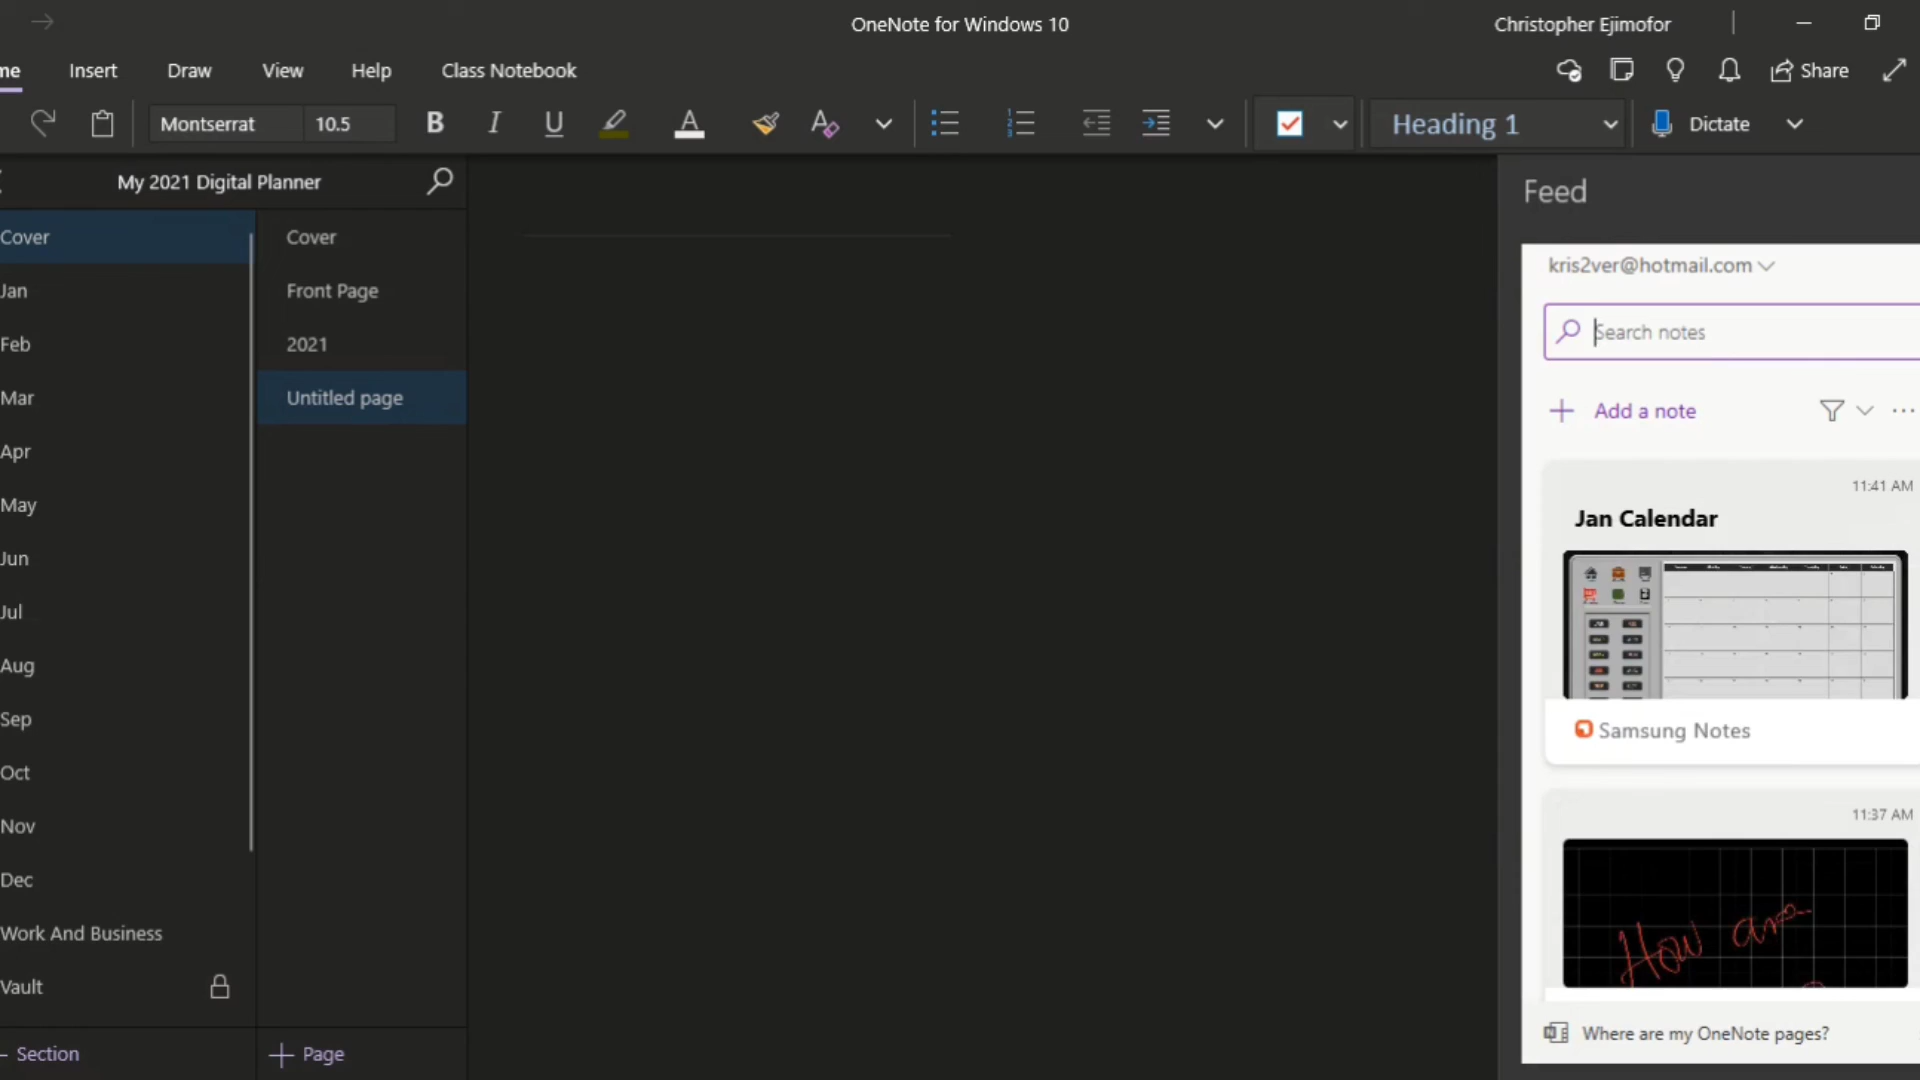 OneNote for Windows 10
Christopher Ejimofor
me Insert Draw View Help Class Notebook
Share
Montserrat 10.5 B I U A A Heading 1 Dictate
My 2021 Digital Planner
Cover
Jan
Feb
Mar
Apr
May
Jun
Jul
Aug
Sep
Oct
Nov
Dec
Work And Business
Vault
Section
Cover
Front Page
2021
Untitled page
Page
Feed
kris2ver@hotmail.com
Search notes
Add a note
11:41 AM
Jan Calendar
Samsung Notes
11:37 AM
How are
Where are my OneNote pages?